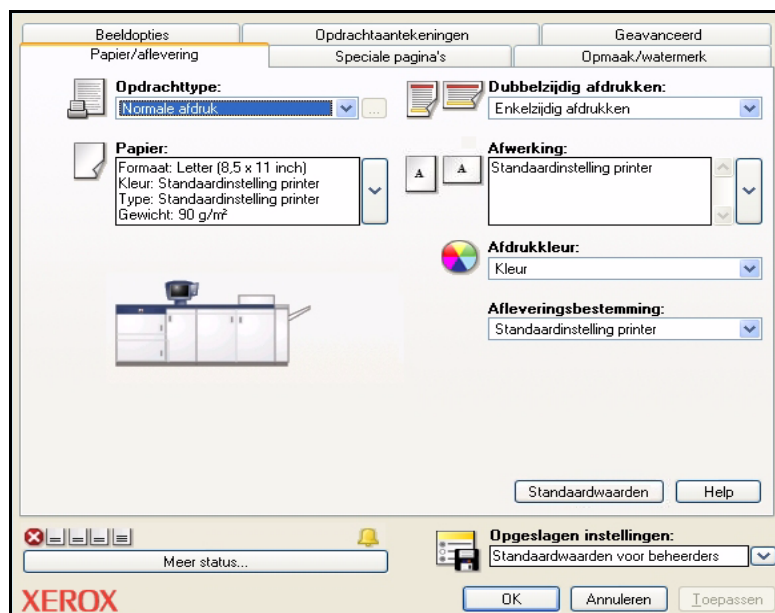 Beeldopties
Opdrachtaantekeningen
Geavanceerd
Papier/aflevering
Speciale pagina's
Opmaak/watermerk
Opdrachttype:
Normale afdruk
...
Papier:
Formaat: Letter (8,5 x 11 inch)
Kleur: Standaardinstelling printer
Type: Standaardinstelling printer
Gewicht: 90 g/m²
Dubbelzijdig afdrukken:
Enkelzijdig afdrukken
Afwerking:
A
A
Standaardinstelling printer
Afdrukkleur:
Kleur
Afleveringsbestemming:
Standaardinstelling printer
Standaardwaarden
Help
Meer status...
Opgeslagen instellingen:
Standaardwaarden voor beheerders
XEROX
OK
Annuleren
Toepassen